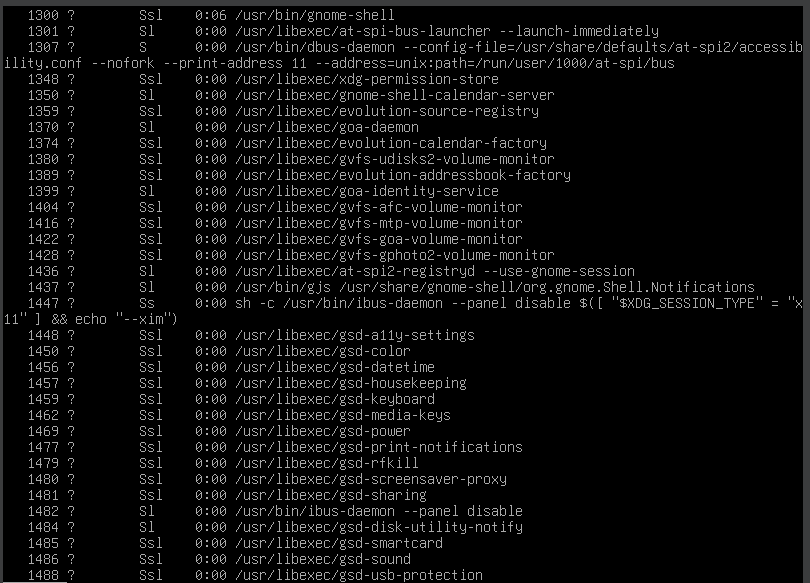 1300 ? Ssl 0:06 /usr/bin/gnome-shell
1301 ? Sl 0:00 /usr/libexec/at-spi-bus-launcher --launch-immediately
1307 ? S 0:00 /usr/bin/dbus-daemon --config-file=/usr/share/defaults/at-spi2/accessib
ility.conf --nofork --print-address 11 --address=unix:path=/run/user/1000/at-spi/bus
1348 ? Ssl 0:00 /usr/libexec/xdg-permission-store
1350 ? Sl 0:00 /usr/libexec/gnome-shell-calendar-server
1359 ? Ssl 0:00 /usr/libexec/evolution-source-registry
1370 ? Sl 0:00 /usr/libexec/goa-daemon
1374 ? Ssl 0:00 /usr/libexec/evolution-calendar-factory
1380 ? Ssl 0:00 /usr/libexec/gvfs-udisks2-volume-monitor
1389 ? Ssl 0:00 /usr/libexec/evolution-addressbook-factory
1399 ? Sl 0:00 /usr/libexec/goa-identity-service
1404 ? Ssl 0:00 /usr/libexec/gvfs-afc-volume-monitor
1416 ? Ssl 0:00 /usr/libexec/gvfs-mtp-volume-monitor
1422 ? Ssl 0:00 /usr/libexec/gvfs-goa-volume-monitor
1428 ? Ssl 0:00 /usr/libexec/gvfs-gphoto2-volume-monitor
1436 ? Sl 0:00 /usr/libexec/at-spi2-registryd --use-gnome-session
1437 ? Sl 0:00 /usr/bin/gjs /usr/share/gnome-shell/org.gnome.Shell.Notifications
1447 ? Ss 0:00 sh -c /usr/bin/ibus-daemon --panel disable $([ "$XDG_SESSION_TYPE" = "x
11" ] && echo "--xim")
1448 ? Ssl 0:00 /usr/libexec/gsd-a11y-settings
1450 ? Ssl 0:00 /usr/libexec/gsd-color
1456 ? Ssl 0:00 /usr/libexec/gsd-datetime
1457 ? Ssl 0:00 /usr/libexec/gsd-housekeeping
1459 ? Ssl 0:00 /usr/libexec/gsd-keyboard
1462 ? Ssl 0:00 /usr/libexec/gsd-media-keys
1469 ? Ssl 0:00 /usr/libexec/gsd-power
1477 ? Ssl 0:00 /usr/libexec/gsd-print-notifications
1479 ? Ssl 0:00 /usr/libexec/gsd-rfkill
1480 ? Ssl 0:00 /usr/libexec/gsd-screensaver-proxy
1481 ? Ssl 0:00 /usr/libexec/gsd-sharing
1482 ? Sl 0:00 /usr/bin/ibus-daemon --panel disable
1484 ? Sl 0:00 /usr/libexec/gsd-disk-utility-notify
1485 ? Ssl 0:00 /usr/libexec/gsd-smartcard
1486 ? Ssl 0:00 /usr/libexec/gsd-sound
1488 ? Ssl 0:00 /usr/libexec/gsd-usb-protection